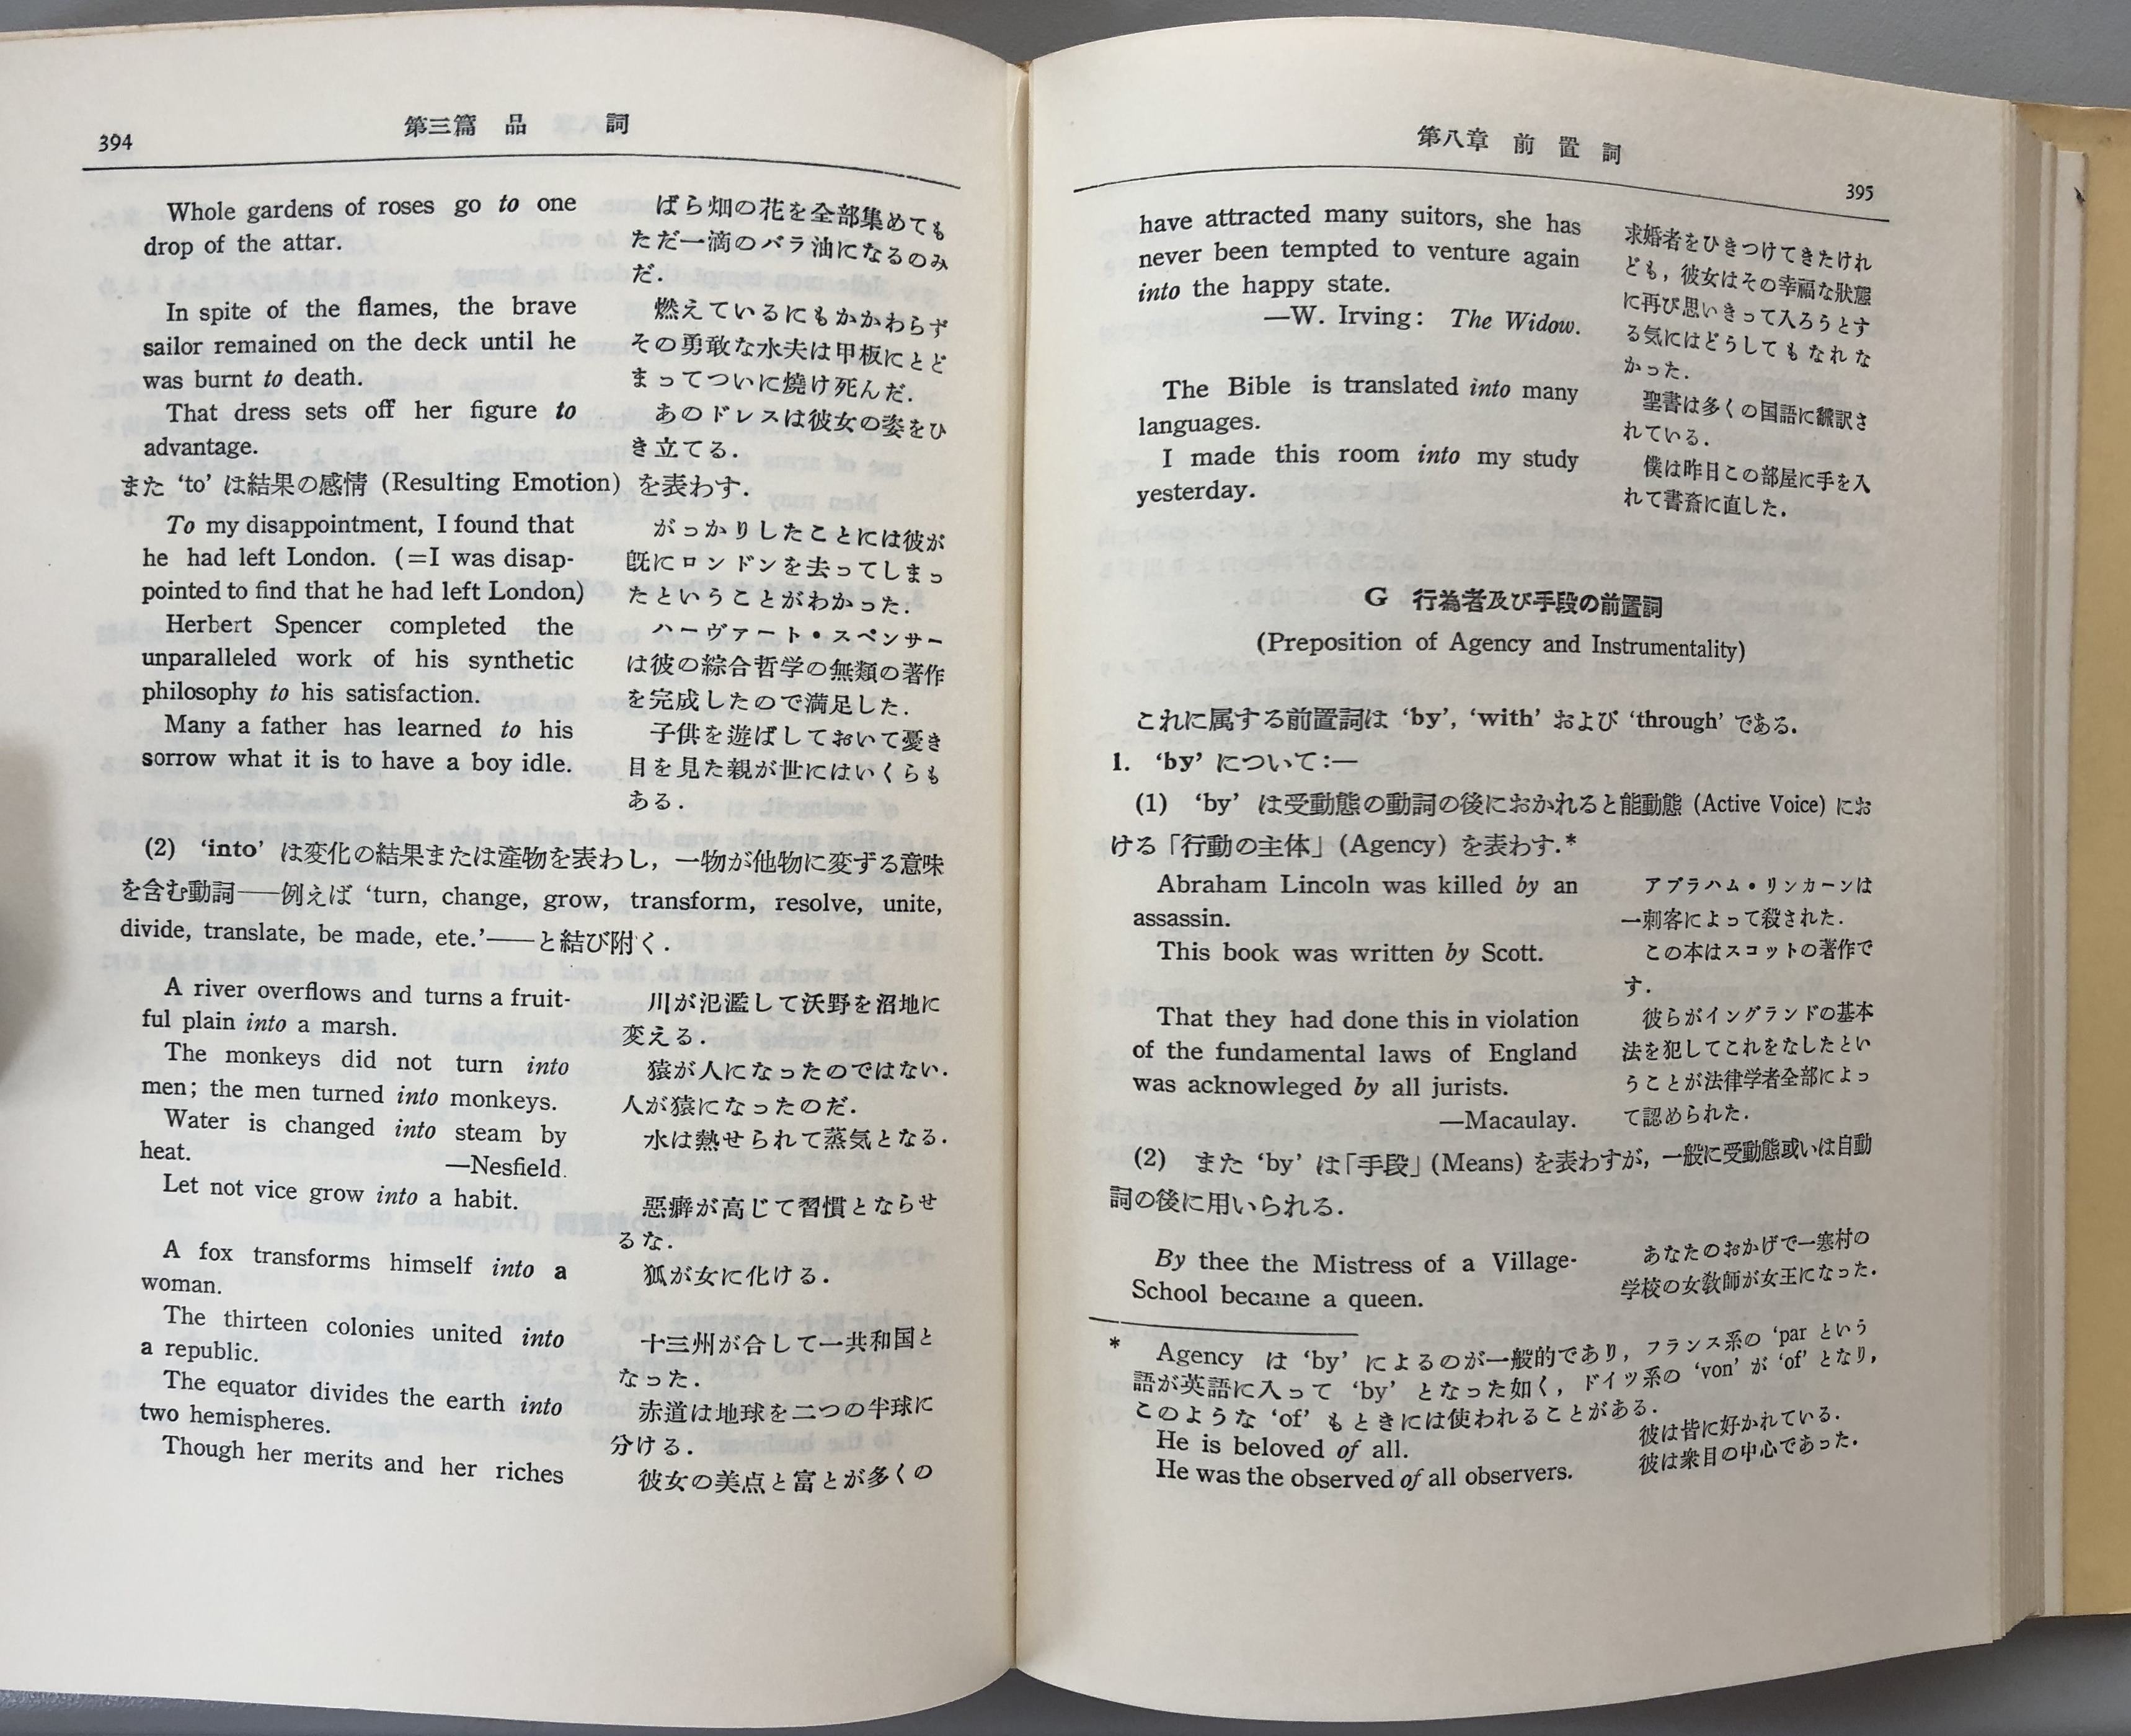 394
第三篇 品 詞
Whole gardens of roses go to one
drop of the attar.
ばら畑の花を全部集めても
ただ一滴のバラ油になるのみ
だ.
In spite of the flames, the brave
sailor remained on the deck until he
was burnt to death.
燃えているにもかかわらず
その勇敢な水夫は甲板にとど
まってついに燒け死んだ.
That dress sets off her figure to
advantage.
あのドレスは彼女の姿をひ
き立てる.
また ‘to’ は結果の感情 (Resulting Emotion) を表わす.
To my disappointment, I found that
he had left London. (=I was disap-
pointed to find that he had left London)
がっかりしたことには彼が
既にロンドンを去ってしまっ
たということがわかった.
Herbert Spencer completed the
unparalleled work of his synthetic
philosophy to his satisfaction.
ハーヴァート・スペンサー
は彼の綜合哲学の無類の著作
を完成したので満足した.
Many a father has learned to his
sorrow what it is to have a boy idle.
子供を遊ばしておいて憂き
目を見た親が世にはいくらも
ある.
(2) ‘into’ は変化の結果または産物を表わし, 一物が他物に変ずる意味
を含む動詞——例えば ‘turn, change, grow, transform, resolve, unite,
divide, translate, be made, ete.’——と結び附く.
A river overflows and turns a fruit-
ful plain into a marsh.
川が氾濫して沃野を沼地に
変える.
The monkeys did not turn into
men; the men turned into monkeys.
猿が人になったのではない.
人が猿になったのだ.
Water is changed into steam by
heat.
—Nesfield.
水は熱せられて蒸気となる.
Let not vice grow into a habit.
惡癖が高じて習慣とならせ
るな.
A fox transforms himself into a
woman.
狐が女に化ける.
The thirteen colonies united into
a republic.
十三州が合して一共和国と
なった.
The equator divides the earth into
two hemispheres.
赤道は地球を二つの半球に
分ける.
Though her merits and her riches
彼女の美点と富とが多くの
第八章 前 置 詞
395
have attracted many suitors, she has
never been tempted to venture again
into the happy state.
—W. Irving: The Widow.
求婚者をひきつけてきたけれ
ども, 彼女はその幸福な狀態
に再び思いきって入ろうとす
る気にはどうしてもなれな
かった.
The Bible is translated into many
languages.
聖書は多くの国語に飜訳さ
れている.
I made this room into my study
yesterday.
僕は昨日この部屋に手を入
れて書斎に直した.
G 行為者及び手段の前置詞
(Preposition of Agency and Instrumentality)
これに属する前置詞は ‘by’, ‘with’ および ‘through’ である.
1. ‘by’ について:—
(1) ‘by’ は受動態の動詞の後におかれると能動態 (Active Voice) にお
ける「行動の主体」(Agency) を表わす.*
Abraham Lincoln was killed by an
assassin.
アブラハム・リンカーンは
一刺客によって殺された.
This book was written by Scott.
この本はスコットの著作で
す.
That they had done this in violation
of the fundamental laws of England
was acknowleged by all jurists.
—Macaulay.
彼らがイングランドの基本
法を犯してこれをなしたとい
うことが法律学者全部によっ
て認められた.
(2) また ‘by’ は「手段」(Means) を表わすが, 一般に受動態或いは自動
詞の後に用いられる.
By thee the Mistress of a Village-
School became a queen.
あなたのおかげで一寒村の
学校の女教師が女王になった.
* Agency は ‘by’ によるのが一般的であり, フランス系の ‘par という
語が英語に入って ‘by’ となった如く, ドイツ系の ‘von’ が ‘of’ となり,
このような ‘of’ もときには使われることがある.
He is beloved of all.
彼は皆に好かれている.
He was the observed of all observers.
彼は衆目の中心であった.